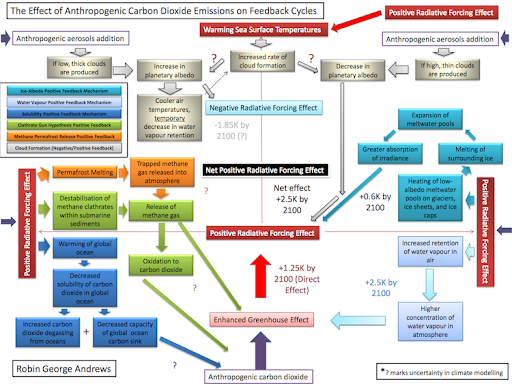 The Effect of Anthropogenic Carbon Dioxide Emissions on Feedback Cycles
Positive Radiative Forcing Effect
Warming Sea Surface Temperatures
Anthropogenic aerosols addition
Anthropogenic aerosols addition
If low, thick clouds
are produced
Increase in
planetary albedo
?
Increased rate of
cloud formation
?
Decrease in
planetary albedo
If high, thin clouds
are produced
Ice-Albedo Positive Feedback Mechanism
Water Vapour Positive Feedback Mechanism
Solubility Positive Feedback Mechanism
Clathrate Gun Hypothesis Positive Feedback
Methane Permafrost Release Positive Feedback
Cloud Formation (Negative/Positive Feedback)
Cooler air
temperatures,
temporary
decrease in water
vapour retention
Negative Radiative Forcing Effect
-1.85K by
2100 (?)
Expansion of
meltwater pools
Greater absorption
of irradiance
Melting of
surrounding ice
Heating of low-
albedo meltwater
pools on glaciers,
ice sheets, and ice
caps
Positive Radiative Forcing Effect
Permafrost Melting
Trapped methane
gas released into
atmosphere
?
Net Positive Radiative Forcing Effect
Net effect
+2.5K by
2100
+0.6K by
2100
Positive Radiative Forcing Effect
Destabilisation of
methane clathrates
within submarine
sediments
Release of
methane gas
Positive Radiative Forcing Effect
Warming of global
ocean
Oxidation to
carbon dioxide
?
+1.25K by
2100 (Direct
Effect)
Increased retention
of water vapour in
air
+2.5K by
2100
Decreased
solubility of carbon
dioxide in global
ocean
Enhanced Greenhouse Effect
Higher
concentration of
water vapour in
atmosphere
Increased carbon
dioxide degassing
from oceans
+
Decreased capacity
of global ocean
carbon sink
?
Anthropogenic carbon dioxide
Robin George Andrews
*? marks uncertainty in climate modelling